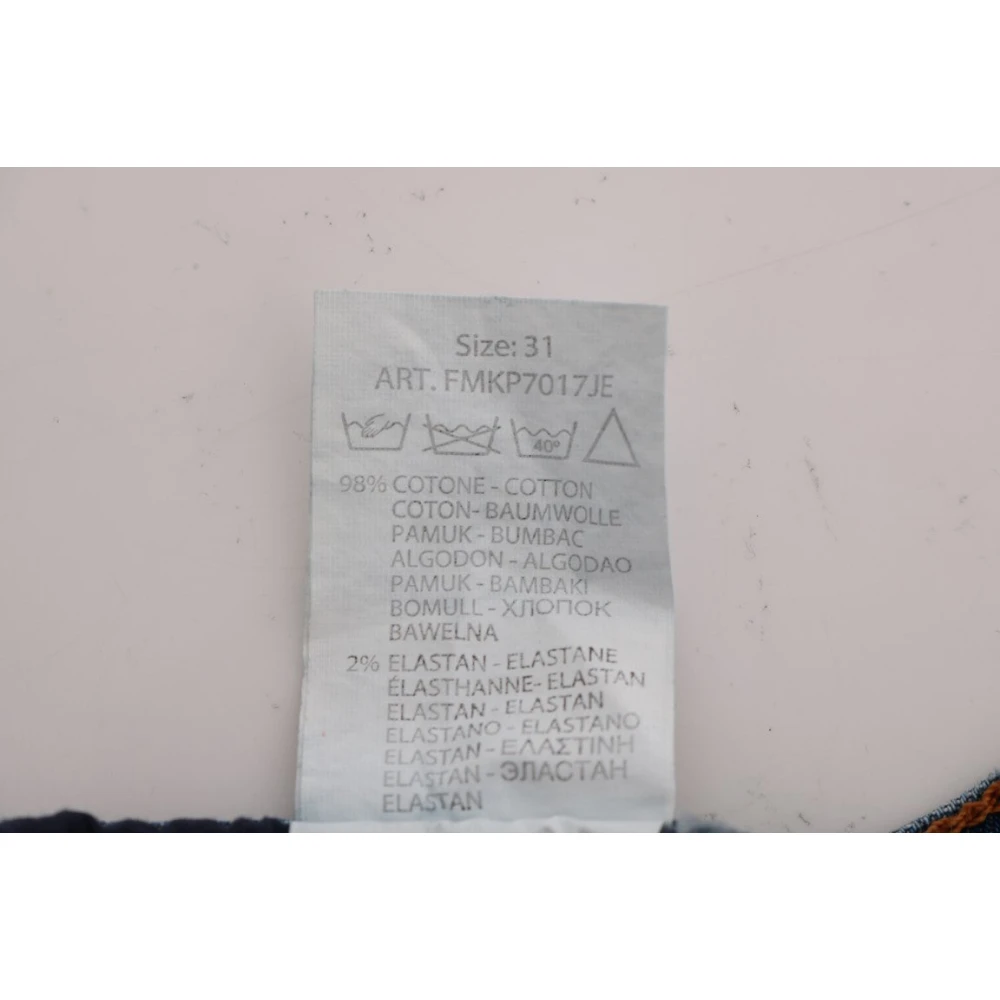 Size: 31
ART. FMKP7017JE
40°
98% COTONE - COTTON
COTON- BAUMWOLLE
PAMUK - BUMBAC
ALGODON - ALGODAO
PAMUK - BAMBAKI
BOMULL - ХЛОПОК
BAWELNA
2% ELASTAN - ELASTANE
ÉLASTHANNE- ELASTAN
ELASTAN - ELASTAN
ELASTANO - ELASTANO
ELASTAN - ΕΛΑΣΤΙΝΗ
ELASTAN - ЭЛАСТАН
ELASTAN